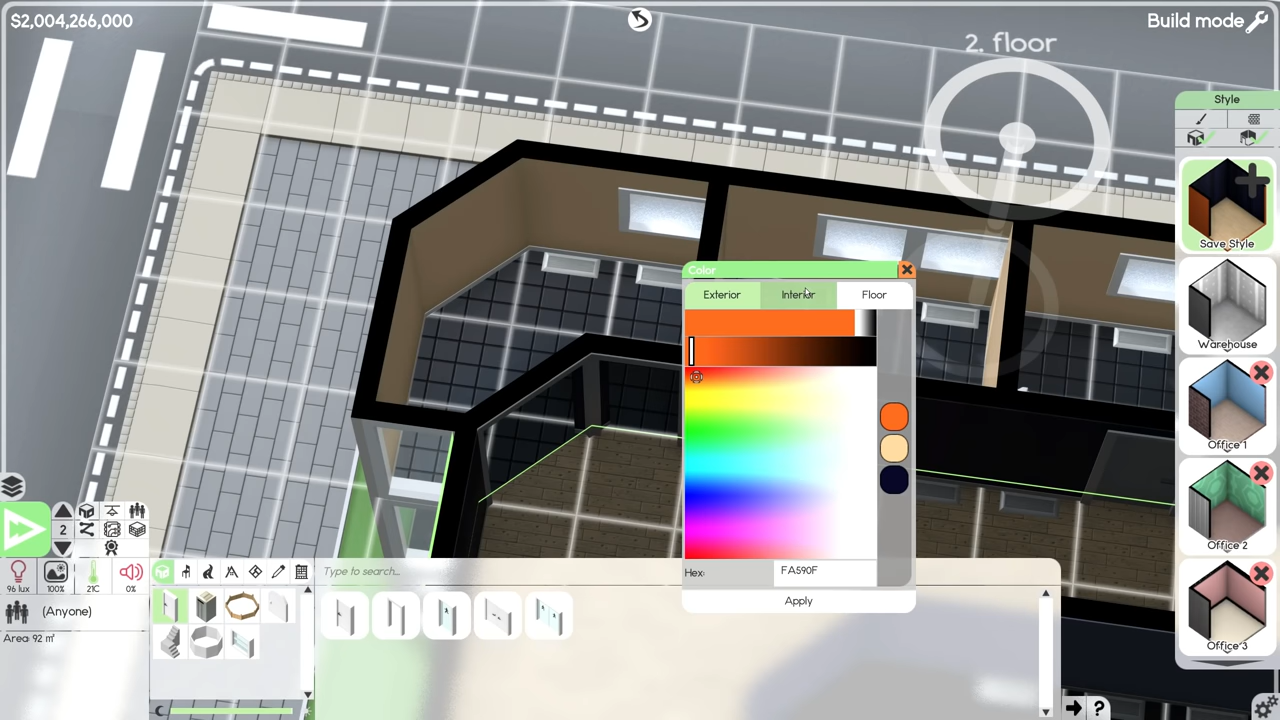 $2,004,266,000
Build mode
2. floor
Style
Save Style
Warehouse
Office 1
Office 2
Office 3
Color
Exterior
Interior
Floor
Hex:
FA590F
Apply
2
96 lux
100%
21C
0%
(Anyone)
Area 92 m²
Type to search...
?